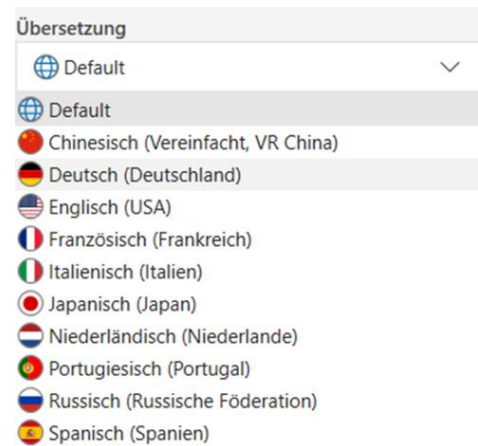 Übersetzung
Default
Default
Chinesisch (Vereinfacht, VR China)
Deutsch (Deutschland)
Englisch (USA)
Französisch (Frankreich)
Italienisch (Italien)
Japanisch (Japan)
Niederländisch (Niederlande)
Portugiesisch (Portugal)
Russisch (Russische Föderation)
Spanisch (Spanien)